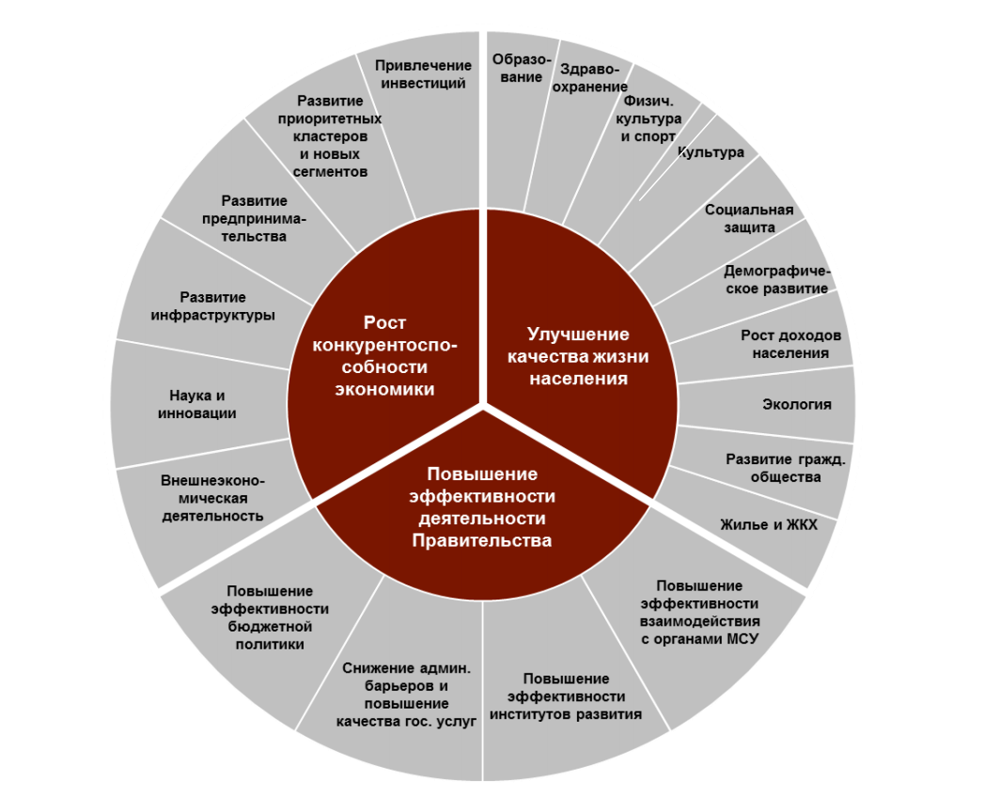 Привлечение
инвестиций
Образо-
вание
Здраво-
охранение
Физич.
культура
и спорт
Культура
Социальная
защита
Демографиче-
ское развитие
Рост доходов
населения
Экология
Развитие гражд.
общества
Жилье и ЖКХ
Повышение
эффективности
взаимодействия
с органами МСУ
Повышение
эффективности
институтов развития
Снижение админ.
барьеров и
повышение
качества гос. услуг
Повышение
эффективности
бюджетной
политики
Внешнеэконо-
мическая
деятельность
Наука и
инновации
Развитие
инфраструктуры
Развитие
предпринима-
тельства
Развитие
приоритетных
кластеров
и новых
сегментов
Рост
конкурентоспо-
собности
экономики
Улучшение
качества жизни
населения
Повышение
эффективности
деятельности
Правительства